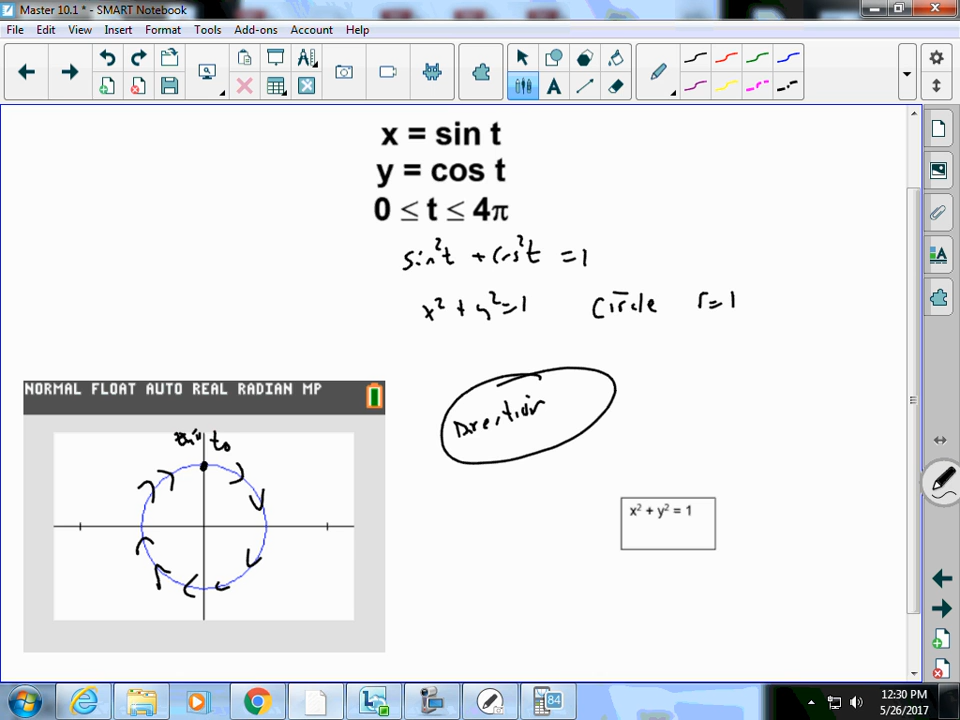 Master 10.1 * - SMART Notebook
File Edit View Insert Format Tools Add-ons Account Help
x = sin t
y = cos t
0 ≤ t ≤ 4π
sin²t + cos²t = 1
x² + y² = 1 Circle r = 1
NORMAL FLOAT AUTO REAL RADIAN MP
t₀
Direction
x² + y² = 1
84
12:30 PM
5/26/2017